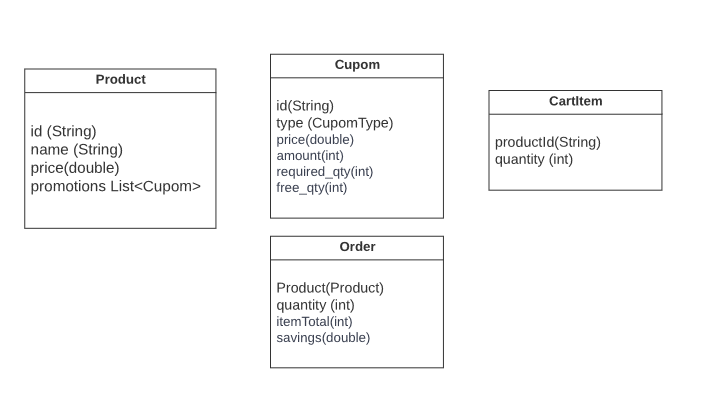 Product
id (String)
name (String)
price(double)
promotions List<Cupom>
Cupom
id(String)
type (CupomType)
price(double)
amount(int)
required_qty(int)
free_qty(int)
CartItem
productId(String)
quantity (int)
Order
Product(Product)
quantity (int)
itemTotal(int)
savings(double)